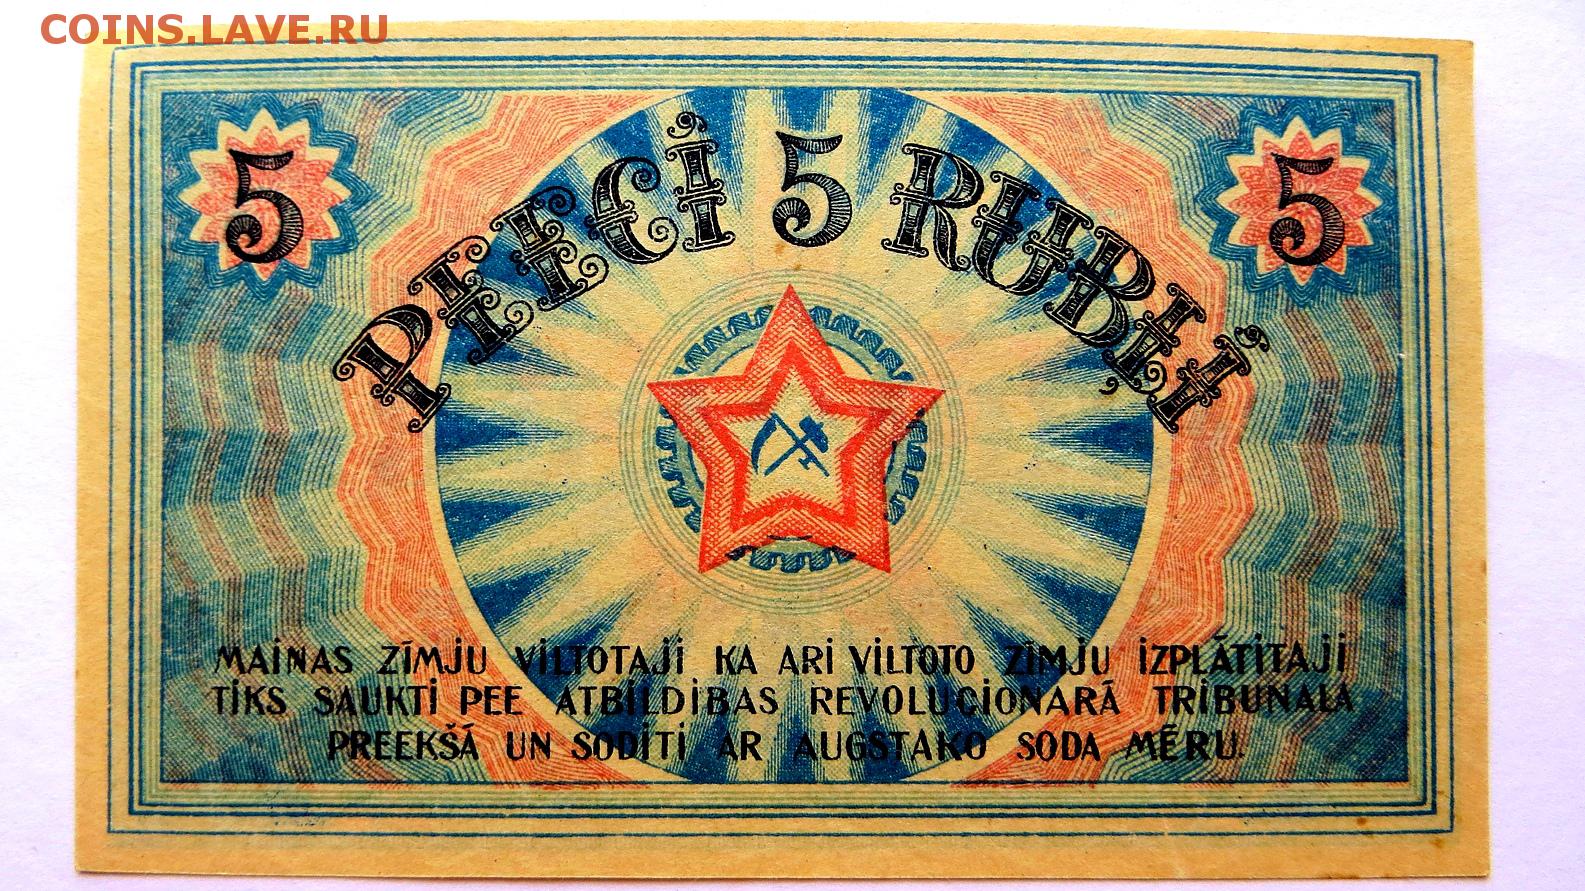 COINS.LAVE.RU
5 5
PIECI 5 RUBĻI
MAINAS ZĪMJU VILTOTAJI KA ARI VILTOTO ZĪMJU IZPLĀTITAJI
TIKS SAUKTI PEE ATBILDIBAS REVOLUCIONARĀ TRIBUNALA
PREEKŠĀ UN SODITI AR AUGSTAKO SODA MĒRU.